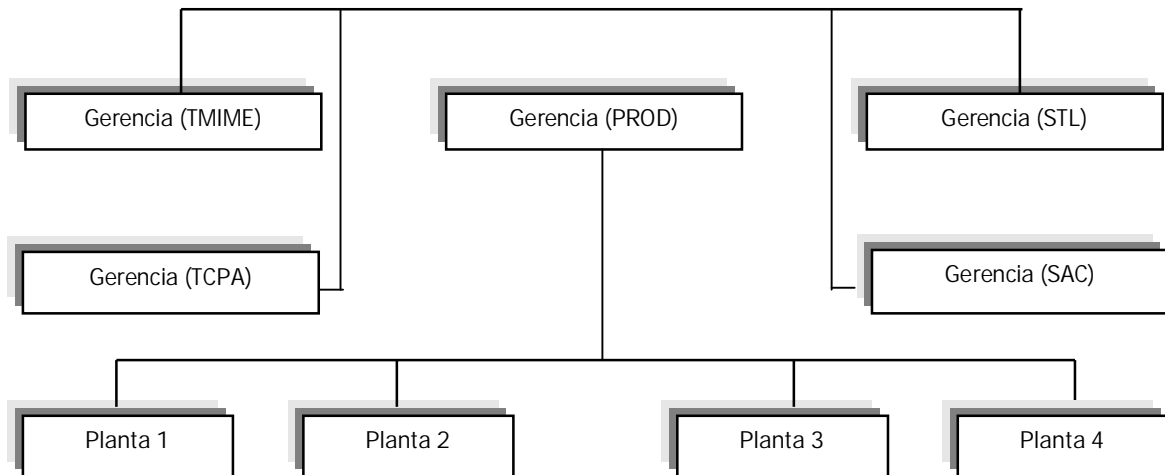 Gerencia (TMIME)
Gerencia (PROD)
Gerencia (STL)
Gerencia (TCPA)
Gerencia (SAC)
Planta 1
Planta 2
Planta 3
Planta 4